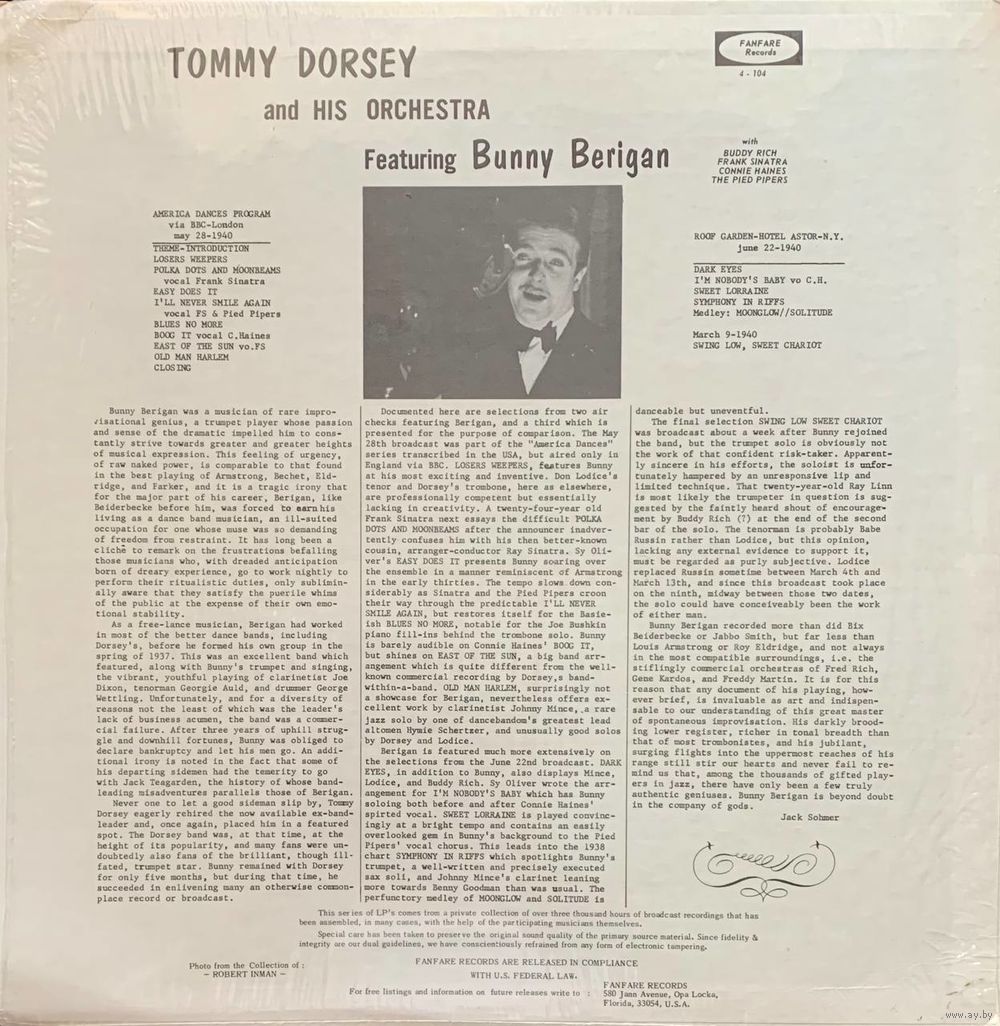 TOMMY DORSEY
and HIS ORCHESTRA
Featuring Bunny Berigan
FANFARE
Records
4 - 104
with
BUDDY RICH
FRANK SINATRA
CONNIE HAINES
THE PIED PIPERS
AMERICA DANCES PROGRAM
via BBC-London
may 28-1940
THEME-INTRODUCTION
LOSERS WEEPERS
POLKA DOTS AND MOONBEAMS
vocal Frank Sinatra
EASY DOES IT
I'LL NEVER SMILE AGAIN
vocal FS & Pied Pipers
BLUES NO MORE
BOOG IT vocal C.Haines
EAST OF THE SUN vo.FS
OLD MAN HARLEM
CLOSING
ROOF GARDEN-HOTEL ASTOR-N.Y.
june 22-1940
DARK EYES
I'M NOBODY'S BABY vo C.H.
SWEET LORRAINE
SYMPHONY IN RIFFS
Medley: MOONGLOW//SOLITUDE
March 9-1940
SWING LOW, SWEET CHARIOT
Bunny Berigan was a musician of rare impro-
visational genius, a trumpet player whose passion
and sense of the dramatic impelled him to cons-
tantly strive towards greater and greater heights
of musical expression. This feeling of urgency,
of raw naked power, is comparable to that found
in the best playing of Armstrong, Bechet, Eld-
ridge, and Parker, and it is a tragic irony that
for the major part of his career, Berigan, like
Beiderbecke before him, was forced to earn his
living as a dance band musician, an ill-suited
occupation for one whose muse was so demanding
of freedom from restraint. It has long been a
cliche to remark on the frustrations befalling
those musicians who, with dreaded anticipation
born of dreary experience, go to work nightly to
perform their ritualistic duties, only sublimin-
ally aware that they satisfy the puerile whims
of the public at the expense of their own emo-
tional stability.
As a free-lance musician, Berigan had worked
in most of the better dance bands, including
Dorsey's, before he formed his own group in the
spring of 1937. This was an excellent band which
featured, along with Bunny's trumpet and singing,
the vibrant, youthful playing of clarinetist Joe
Dixon, tenorman Georgie Auld, and drummer George
Wettling. Unfortunately, and for a diversity of
reasons not the least of which was the leader's
lack of business acumen, the band was a commer-
cial failure. After three years of uphill strug-
gle and downhill fortunes, Bunny was obliged to
declare bankruptcy and let his men go. An addi-
tional irony is noted in the fact that some of
his departing sidemen had the temerity to go
with Jack Teagarden, the history of whose band-
leading misadventures parallels those of Berigan.
Never one to let a good sideman slip by, Tommy
Dorsey eagerly rehired the now available ex-band-
leader and, once again, placed him in a featured
spot. The Dorsey band was, at that time, at the
height of its popularity, and many fans were un-
doubtedly also fans of the brilliant, though ill-
fated, trumpet star. Bunny remained with Dorsey
for only five months, but during that time, he
succeeded in enlivening many an otherwise common-
place record or broadcast.
Documented here are selections from two air
checks featuring Berigan, and a third which is
presented for the purpose of comparison. The May
28th broadcast was part of the "America Dances"
series transcribed in the USA, but aired only in
England via BBC. LOSERS WEEPERS, features Bunny
at his most exciting and inventive. Don Lodice's
tenor and Dorsey's trombone, here as elsewhere,
are professionally competent but essentially
lacking in creativity. A twenty-four-year old
Frank Sinatra next essays the difficult POLKA
DOTS AND MOONBEAMS after the announcer inadver-
tently confuses him with his then better-known
cousin, arranger-conductor Ray Sinatra. Sy Oli-
ver's EASY DOES IT presents Bunny soaring over
the ensemble in a manner reminiscent of Armstrong
in the early thirties. The tempo slows down con-
siderably as Sinatra and the Pied Pipers croon
their way through the predictable I'LL NEVER
SMILE AGAIN, but restores itself for the Basie-
ish BLUES NO MORE, notable for the Joe Bushkin
piano fill-ins behind the trombone solo. Bunny
is barely audible on Connie Haines' BOOG IT,
but shines on EAST OF THE SUN, a big band arr-
angement which is quite different from the well-
known commercial recording by Dorsey,s band-
within-a-band. OLD MAN HARLEM, surprisingly not
a showcase for Berigan, nevertheless offers ex-
cellent work by clarinetist Johnny Mince, a rare
jazz solo by one of dancebandom's greatest lead
altomen Hymie Schertzer, and unusually good solos
by Dorsey and Lodice.
Berigan is featured much more extensively on
the selections from the June 22nd broadcast. DARK
EYES, in addition to Bunny, also displays Mince,
Lodice, and Buddy Rich. Sy Oliver wrote the arr-
angement for I'M NOBODY'S BABY which has Bunny
soloing both before and after Connie Haines'
spirted vocal. SWEET LORRAINE is played convinc-
ingly at a bright tempo and contains an easily
overlooked gem in Bunny's background to the Pied
Pipers' vocal chorus. This leads into the 1938
chart SYMPHONY IN RIFFS which spotlights Bunny's
trumpet, a well-written and precisely executed
sax soli, and Johnny Mince's clarinet leaning
more towards Benny Goodman than was usual. The
perfunctory medley of MOONGLOW and SOLITUDE is
danceable but uneventful.
The final selection SWING LOW SWEET CHARIOT
was broadcast about a week after Bunny rejoined
the band, but the trumpet solo is obviously not
the work of that confident risk-taker. Apparent-
ly sincere in his efforts, the soloist is unfor-
tunately hampered by an unresponsive lip and
limited technique. That twenty-year-old Ray Linn
is most likely the trumpeter in question is sug-
gested by the faintly heard shout of encourage-
ment by Buddy Rich (?) at the end of the second
bar of the solo. The tenorman is probably Babe
Russin rather than Lodice, but this opinion,
lacking any external evidence to support it,
must be regarded as purly subjective. Lodice
replaced Russin sometime between March 4th and
March 13th, and since this broadcast took place
on the ninth, midway between those two dates,
the solo could have conceivably been the work
of either man.
Bunny Berigan recorded more than did Bix
Beiderbecke or Jabbo Smith, but far less than
Louis Armstrong or Roy Eldridge, and not always
in the most compatible surroundings, i.e. the
stiflingly commercial orchestras of Fred Rich,
Gene Kardos, and Freddy Martin. It is for this
reason that any document of his playing, how-
ever brief, is invaluable as art and indispen-
sable to our understanding of this great master
of spontaneous improvisation. His darkly brood-
ing lower register, richer in tonal breadth than
that of most trombonists, and his jubilant,
surging flights into the uppermost reaches of his
range still stir our hearts and never fail to re-
mind us that, among the thousands of gifted play-
ers in jazz, there have only been a few truly
authentic geniuses. Bunny Berigan is beyond doubt
in the company of gods.
Jack Sohmer
This series of LP's comes from a private collection of over three thousand hours of broadcast recordings that has
been assembled, in many cases, with the help of the participating musicians themselves.
Special care has been taken to preserve the original sound quality of the primary source material. Since fidelity &
integrity are our dual guidelines, we have conscientiously refrained from any form of electronic tampering.
Photo from the Collection of :
– ROBERT INMAN –
FANFARE RECORDS ARE RELEASED IN COMPLIANCE
WITH U.S. FEDERAL LAW.
For free listings and information on future releases write to :
FANFARE RECORDS
580 Jann Avenue, Opa Locka,
Florida, 33054, U.S.A.
www.ay.by